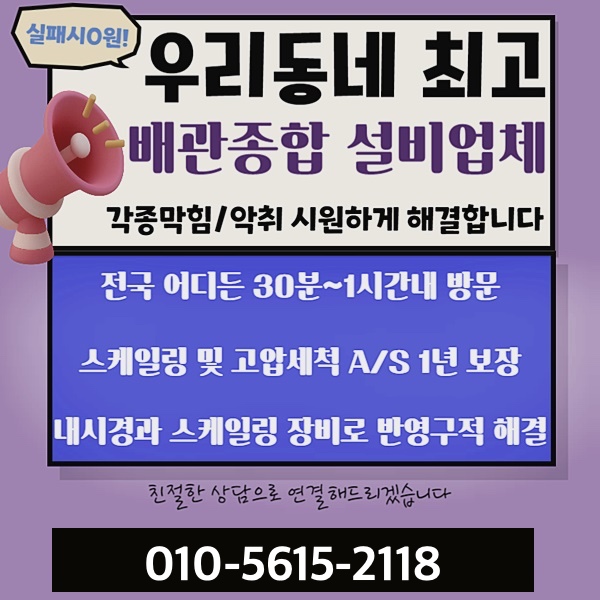 실패시0원!
우리동네 최고
배관종합 설비업체
각종막힘/악취 시원하게 해결합니다
전국 어디든 30분~1시간내 방문
스케일링 및 고압세척 A/S 1년 보장
내시경과 스케일링 장비로 반영구적 해결
친절한 상담으로 연결해드리겠습니다
010-5615-2118